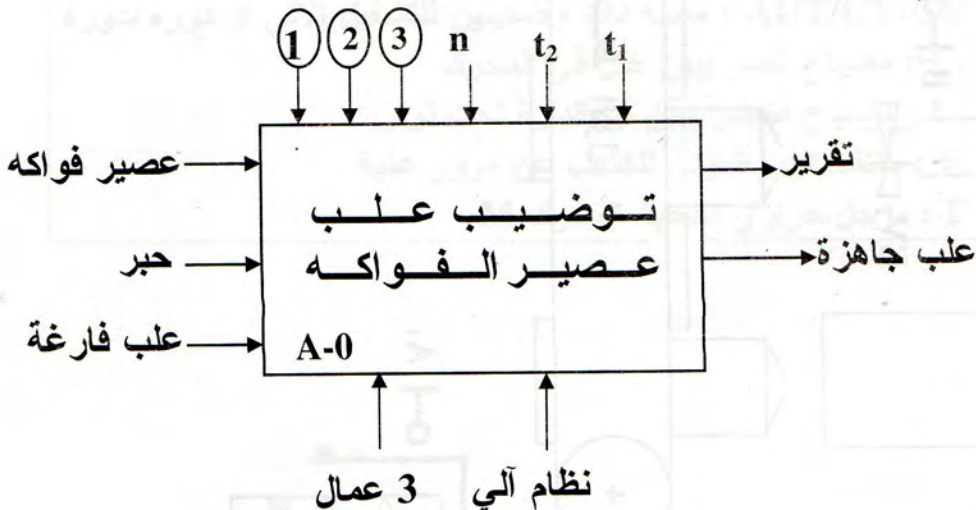 1 2 3 n t₂ t₁
عصير فواكه
حبر
علب فارغة
توضيب علب
عصير الفواكه
A-0
تقرير
علب جاهزة
3 عمال
نظام آلي